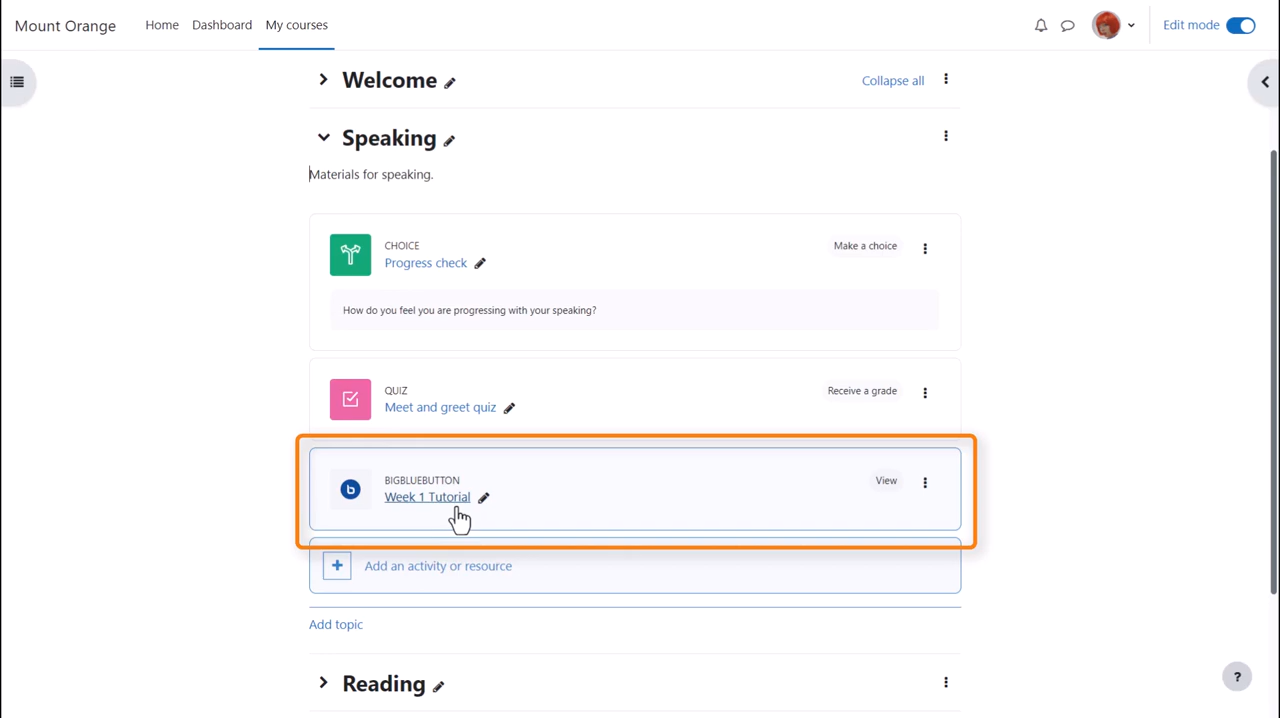 Mount Orange
Home
Dashboard
My courses
Edit mode
Welcome
Collapse all
Speaking
Materials for speaking.
CHOICE
Make a choice
Progress check
How do you feel you are progressing with your speaking?
QUIZ
Receive a grade
Meet and greet quiz
BIGBLUEBUTTON
View
b
Week 1 Tutorial
+ Add an activity or resource
Add topic
Reading
?